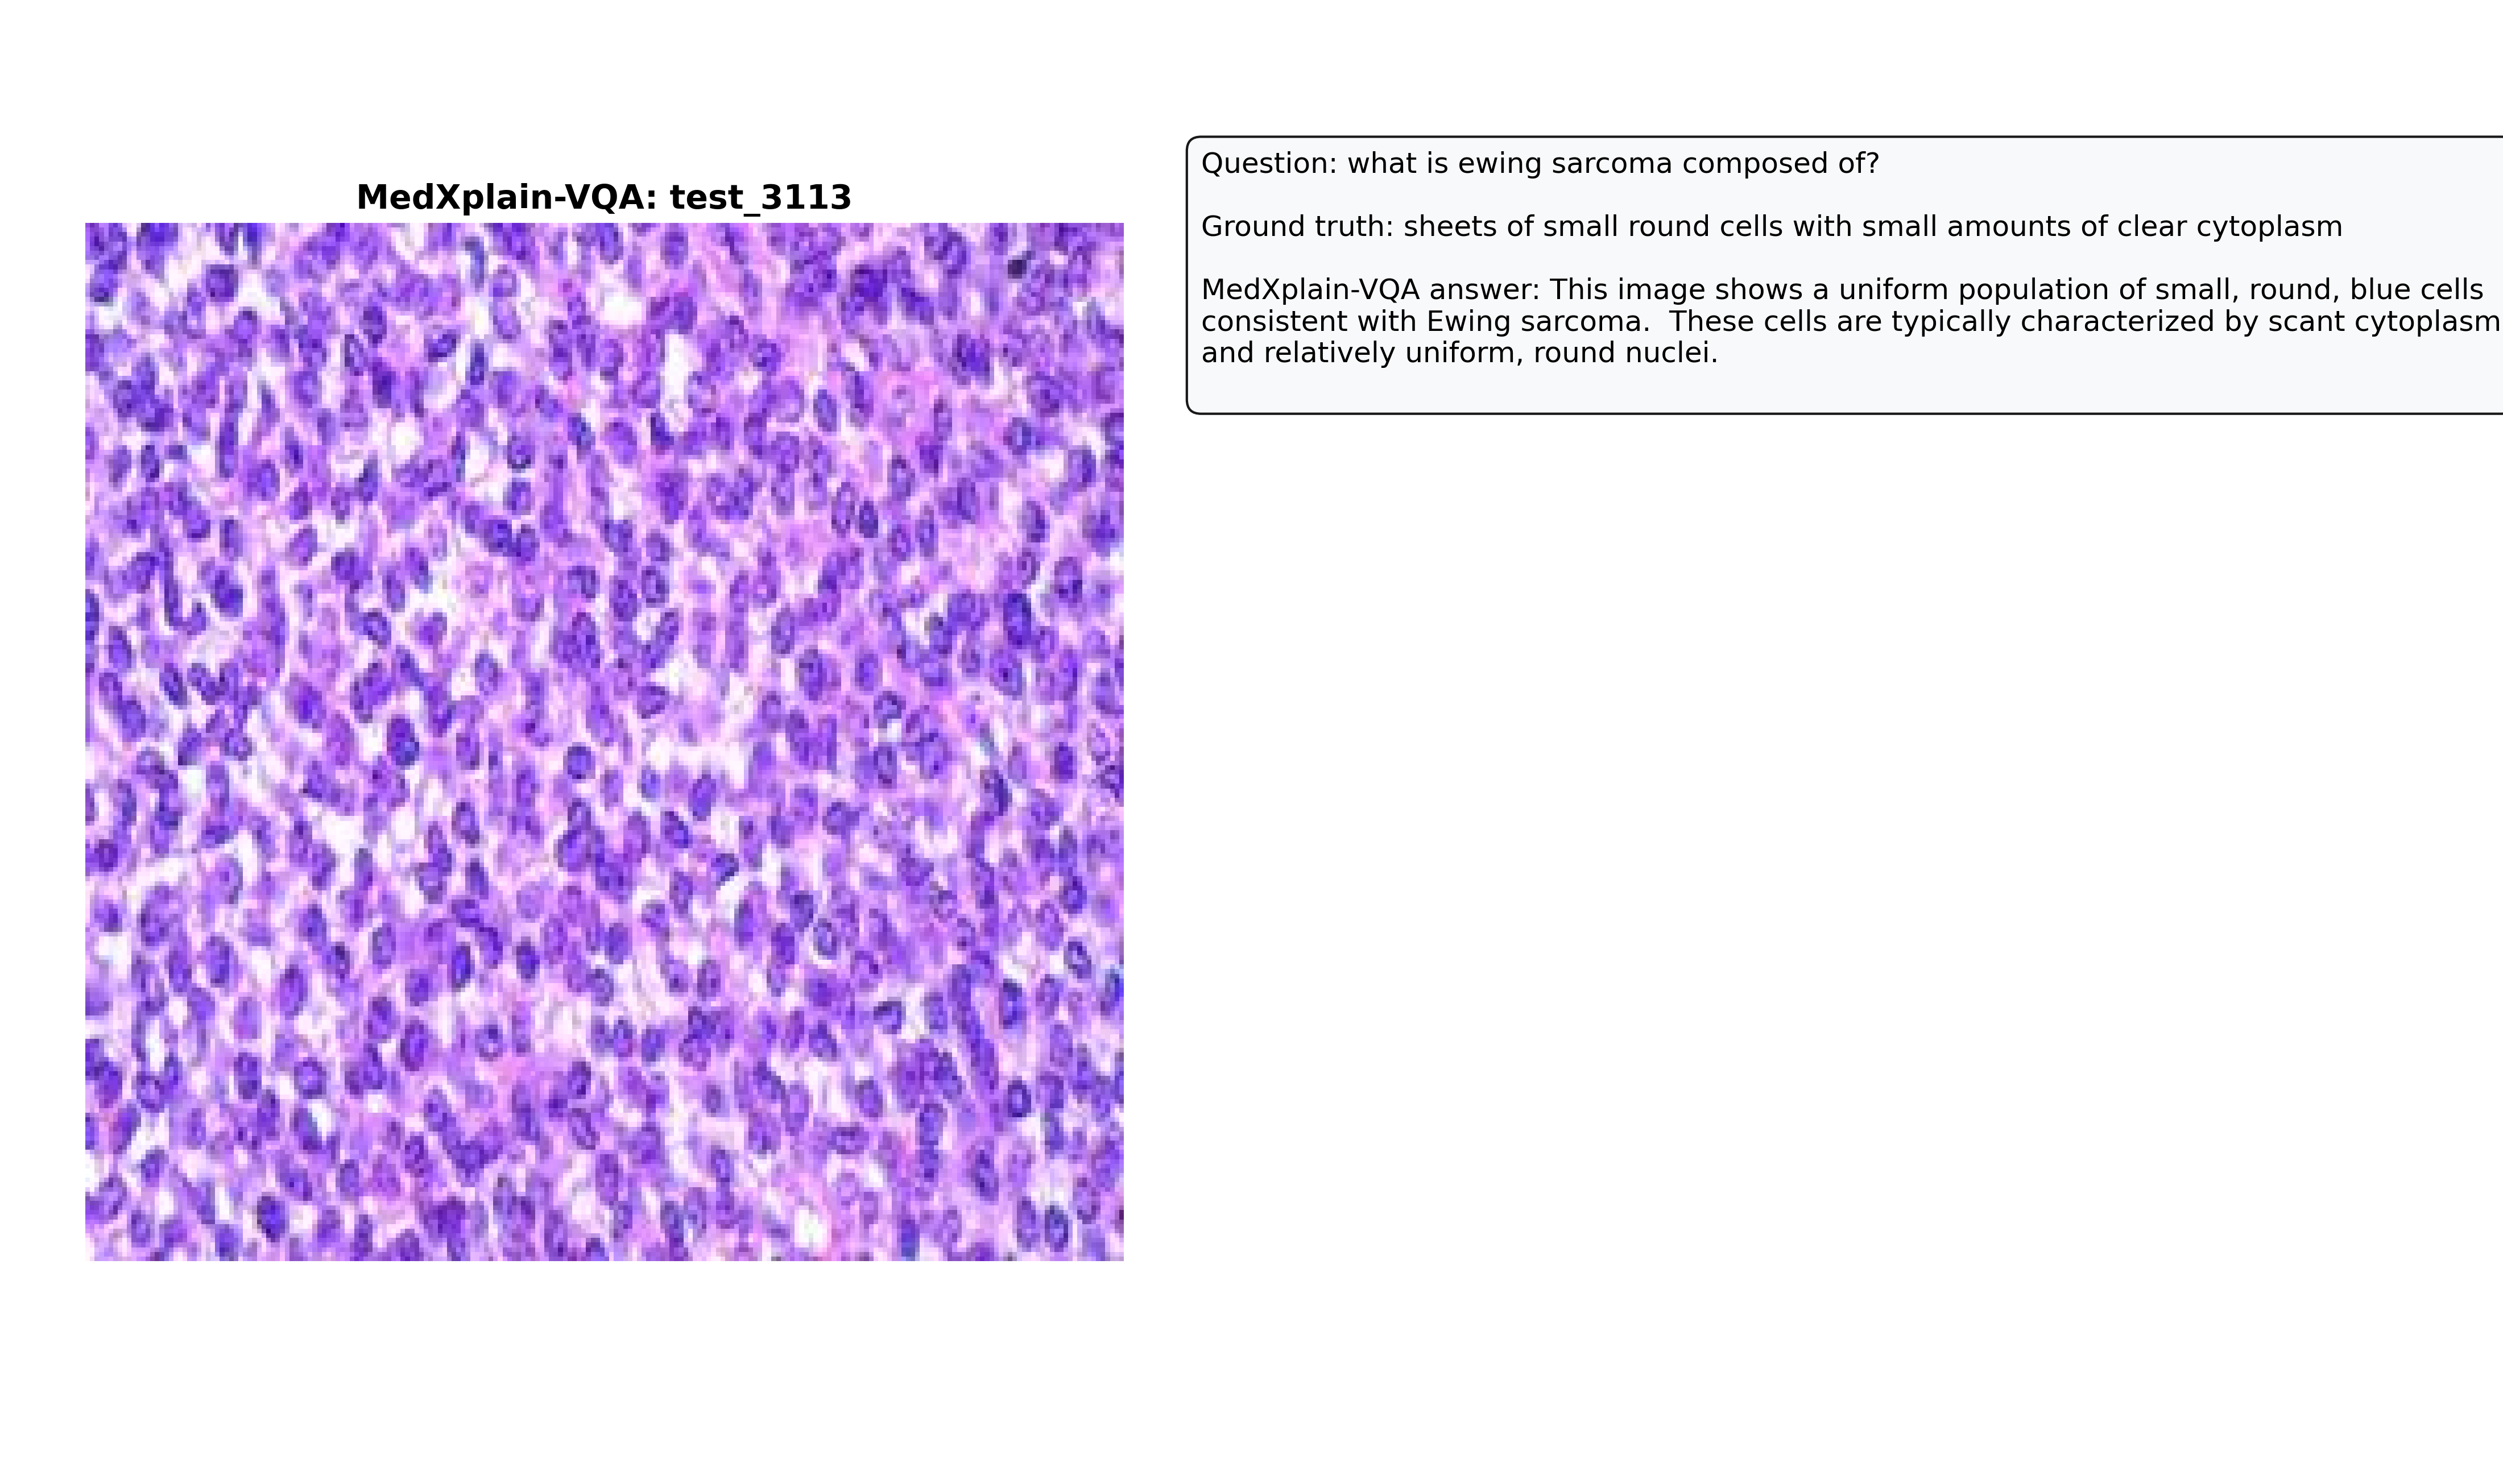 MedXplain-VQA: test_3113
Question: what is ewing sarcoma composed of?
Ground truth: sheets of small round cells with small amounts of clear cytoplasm
MedXplain-VQA answer: This image shows a uniform population of small, round, blue cells
consistent with Ewing sarcoma.  These cells are typically characterized by scant cytoplasm
and relatively uniform, round nuclei.